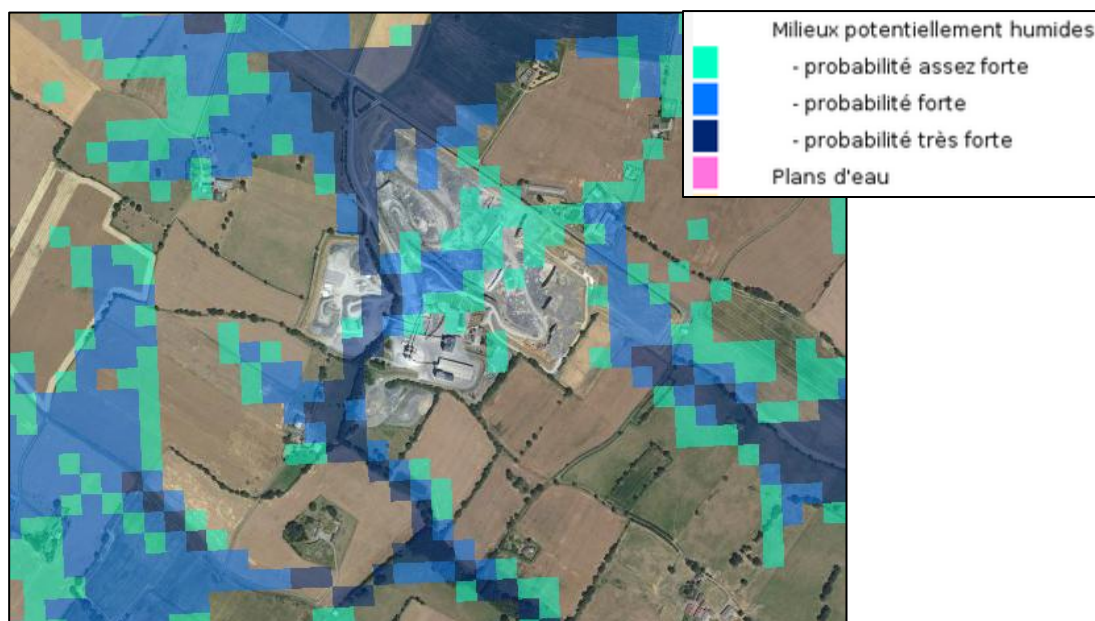 Milieux potentiellement humides
- probabilité assez forte
- probabilité forte
- probabilité très forte
Plans d'eau